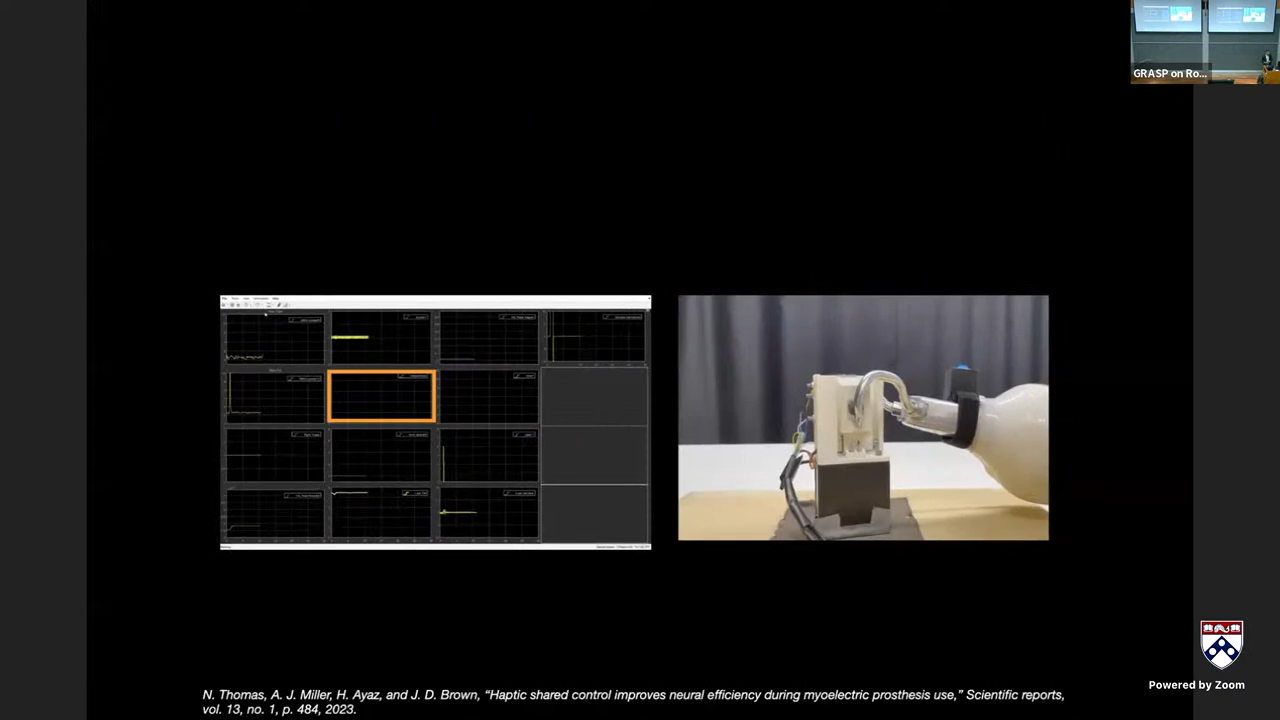 GRASP on Ro...
Powered by Zoom
N. Thomas, A. J. Miller, H. Ayaz, and J. D. Brown, “Haptic shared control improves neural efficiency during myoelectric prosthesis use,” Scientific reports,
vol. 13, no. 1, p. 484, 2023.